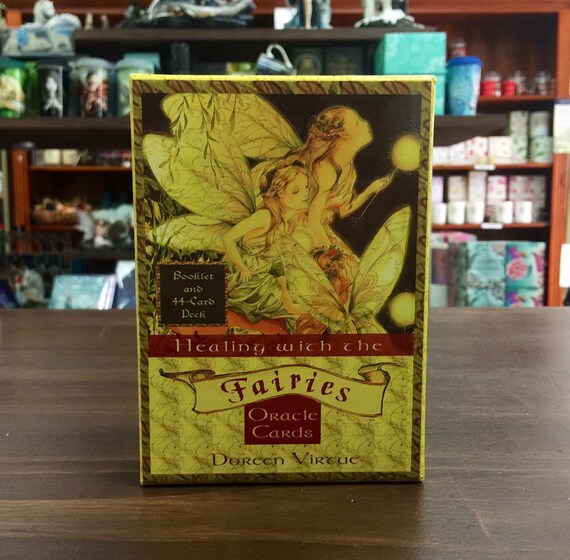 Booklet
and
44-Card
Deck
Healing with the
Fairies
Oracle
Cards
Doreen Virtue